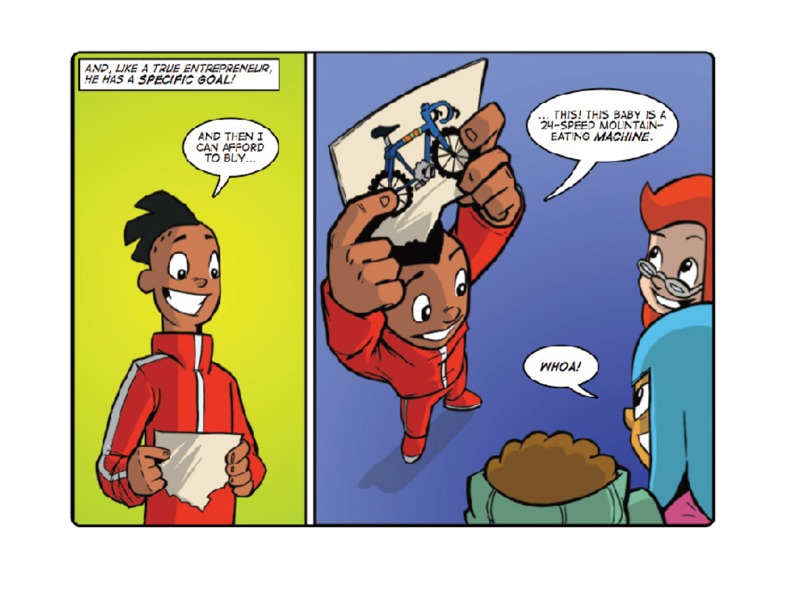 AND, LIKE A TRUE ENTREPRENEUR,
HE HAS A SPECIFIC GOAL!
AND THEN I
CAN AFFORD
TO BUY...
... THIS! THIS BABY IS A
24-SPEED MOUNTAIN-
EATING MACHINE.
WHOA!